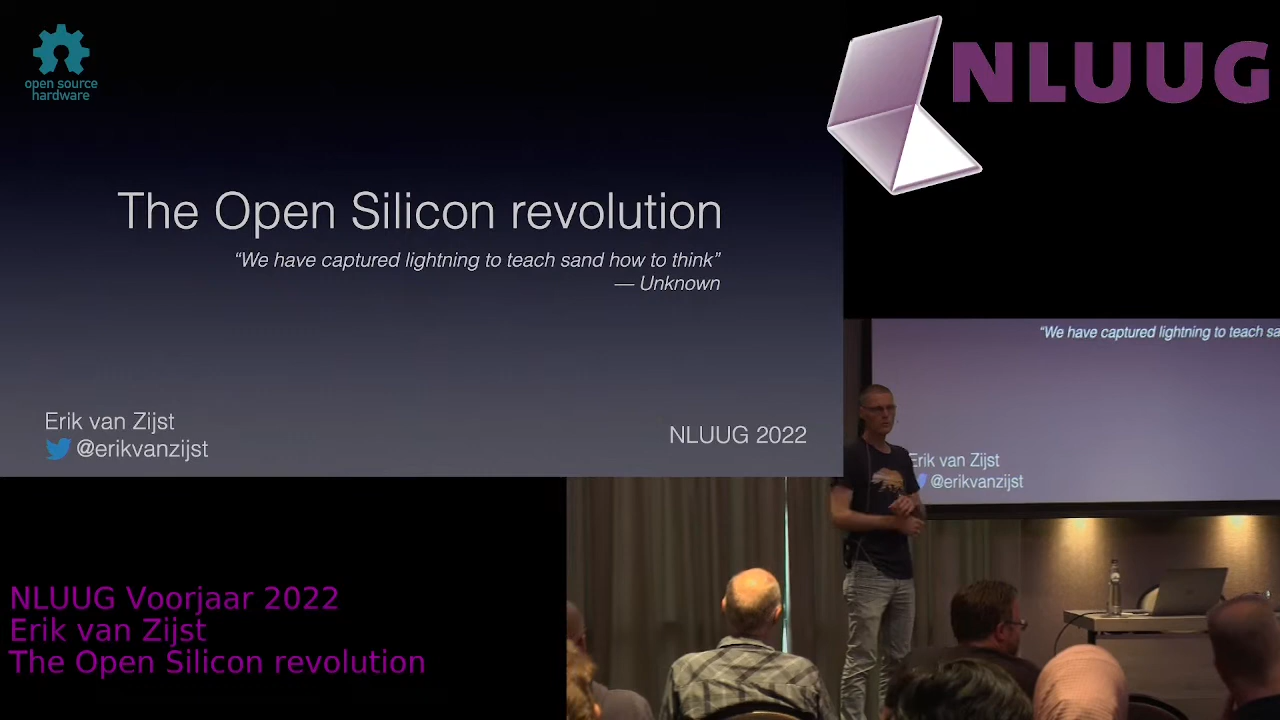 open source
hardware
NLUUG
The Open Silicon revolution
“We have captured lightning to teach sand how to think”
— Unknown
Erik van Zijst
@erikvanzijst
NLUUG 2022
“We have captured lightning to teach sa
Erik van Zijst
@erikvanzijst
NLUUG Voorjaar 2022
Erik van Zijst
The Open Silicon revolution